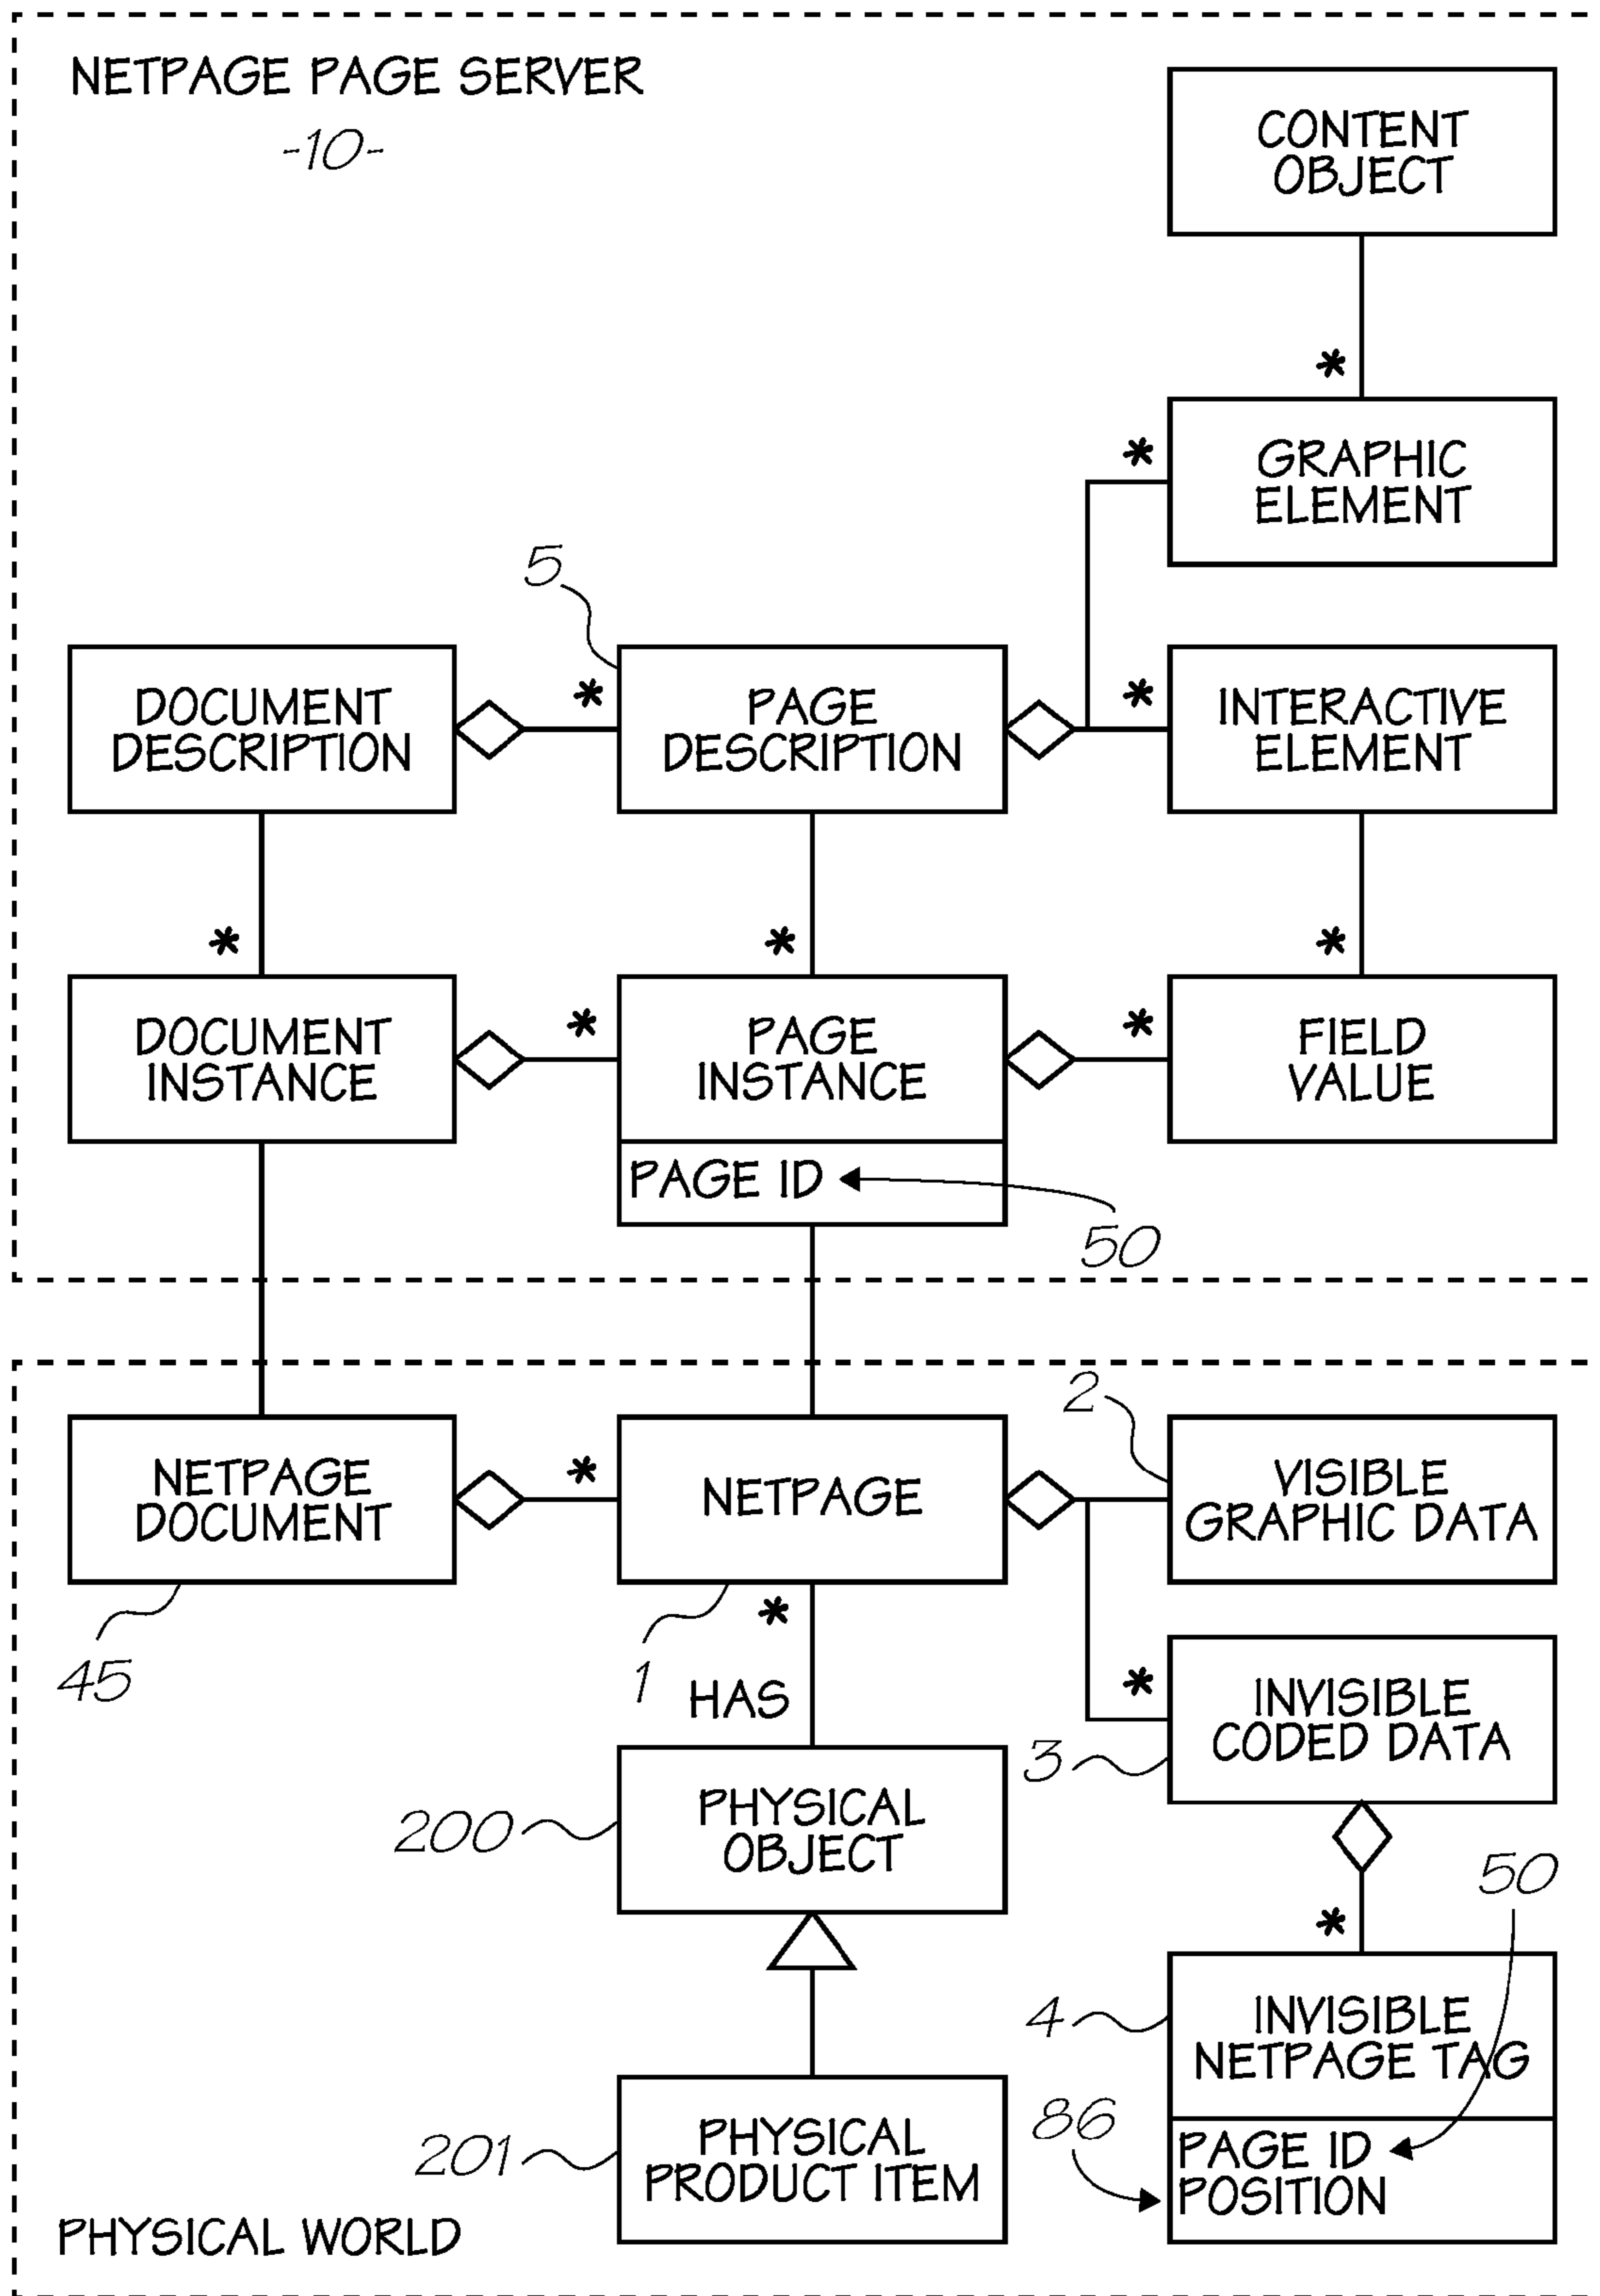 NETPAGE PAGE SERVER
-10-
CONTENT
OBJECT
*
*
GRAPHIC
ELEMENT
5
DOCUMENT
DESCRIPTION
*
PAGE
DESCRIPTION
*
INTERACTIVE
ELEMENT
*
*
*
DOCUMENT
INSTANCE
*
PAGE
INSTANCE
*
FIELD
VALUE
PAGE ID
50
2
NETPAGE
DOCUMENT
*
NETPAGE
VISIBLE
GRAPHIC DATA
45
1
*
HAS
*
INVISIBLE
CODED DATA
3
200
PHYSICAL
OBJECT
50
*
4
INVISIBLE
NETPAGE TAG
86
PAGE ID
POSITION
201
PHYSICAL
PRODUCT ITEM
PHYSICAL WORLD